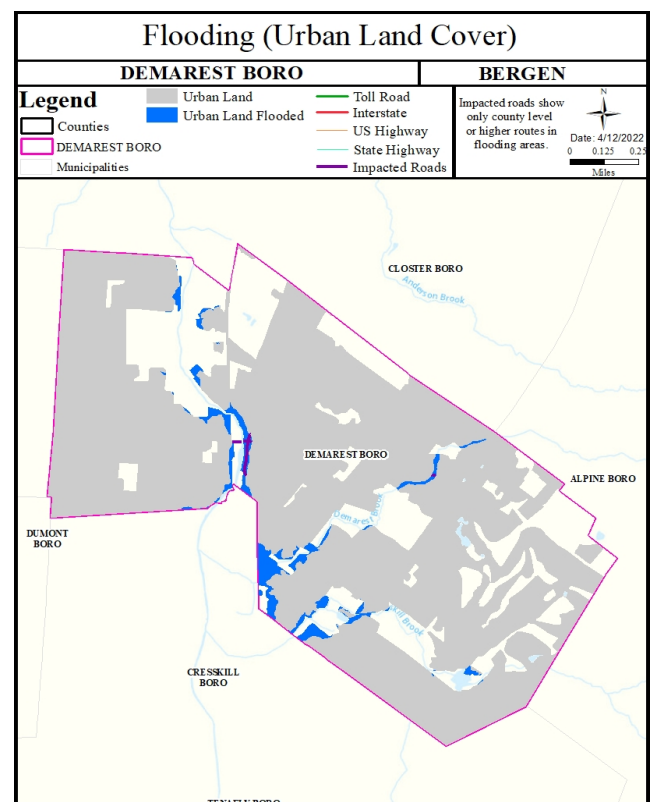 Flooding (Urban Land Cover)
DEMAREST BORO
BERGEN
Legend
Counties
DEMAREST BORO
Municipalities
Urban Land
Urban Land Flooded
Toll Road
Interstate
US Highway
State Highway
Impacted Roads
Impacted roads show
only county level
or higher routes in
flooding areas.
N
Date: 4/12/2022
0 0.125 0.25
Miles
CLOSTER BORO
Anderson Brook
DEMAREST BORO
ALPINE BORO
Demarest Brook
DUMONT
BORO
Brook
CRESSKILL
BORO